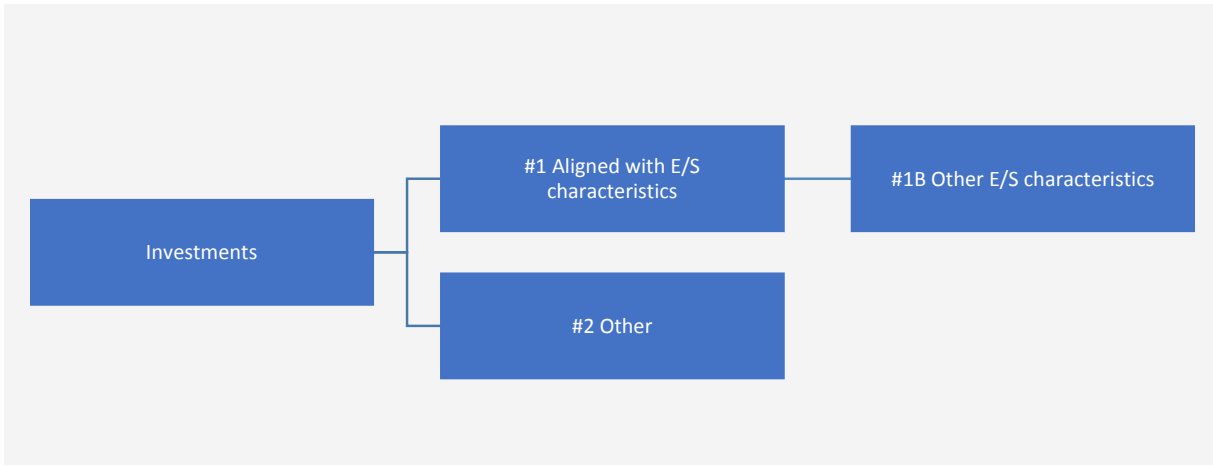 Investments
#1 Aligned with E/S
characteristics
#2 Other
#1B Other E/S characteristics